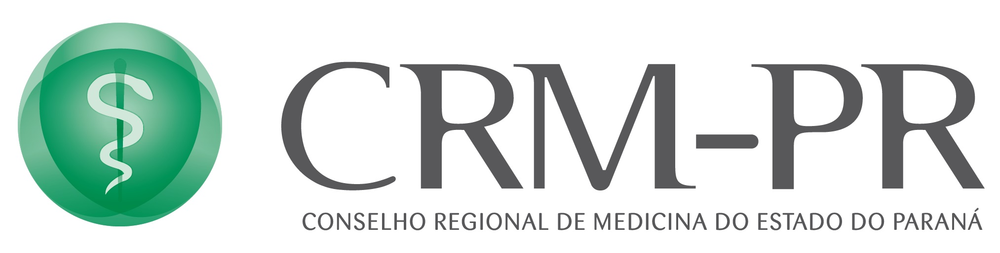 CRM-PR
CONSELHO REGIONAL DE MEDICINA DO ESTADO DO PARANÁ